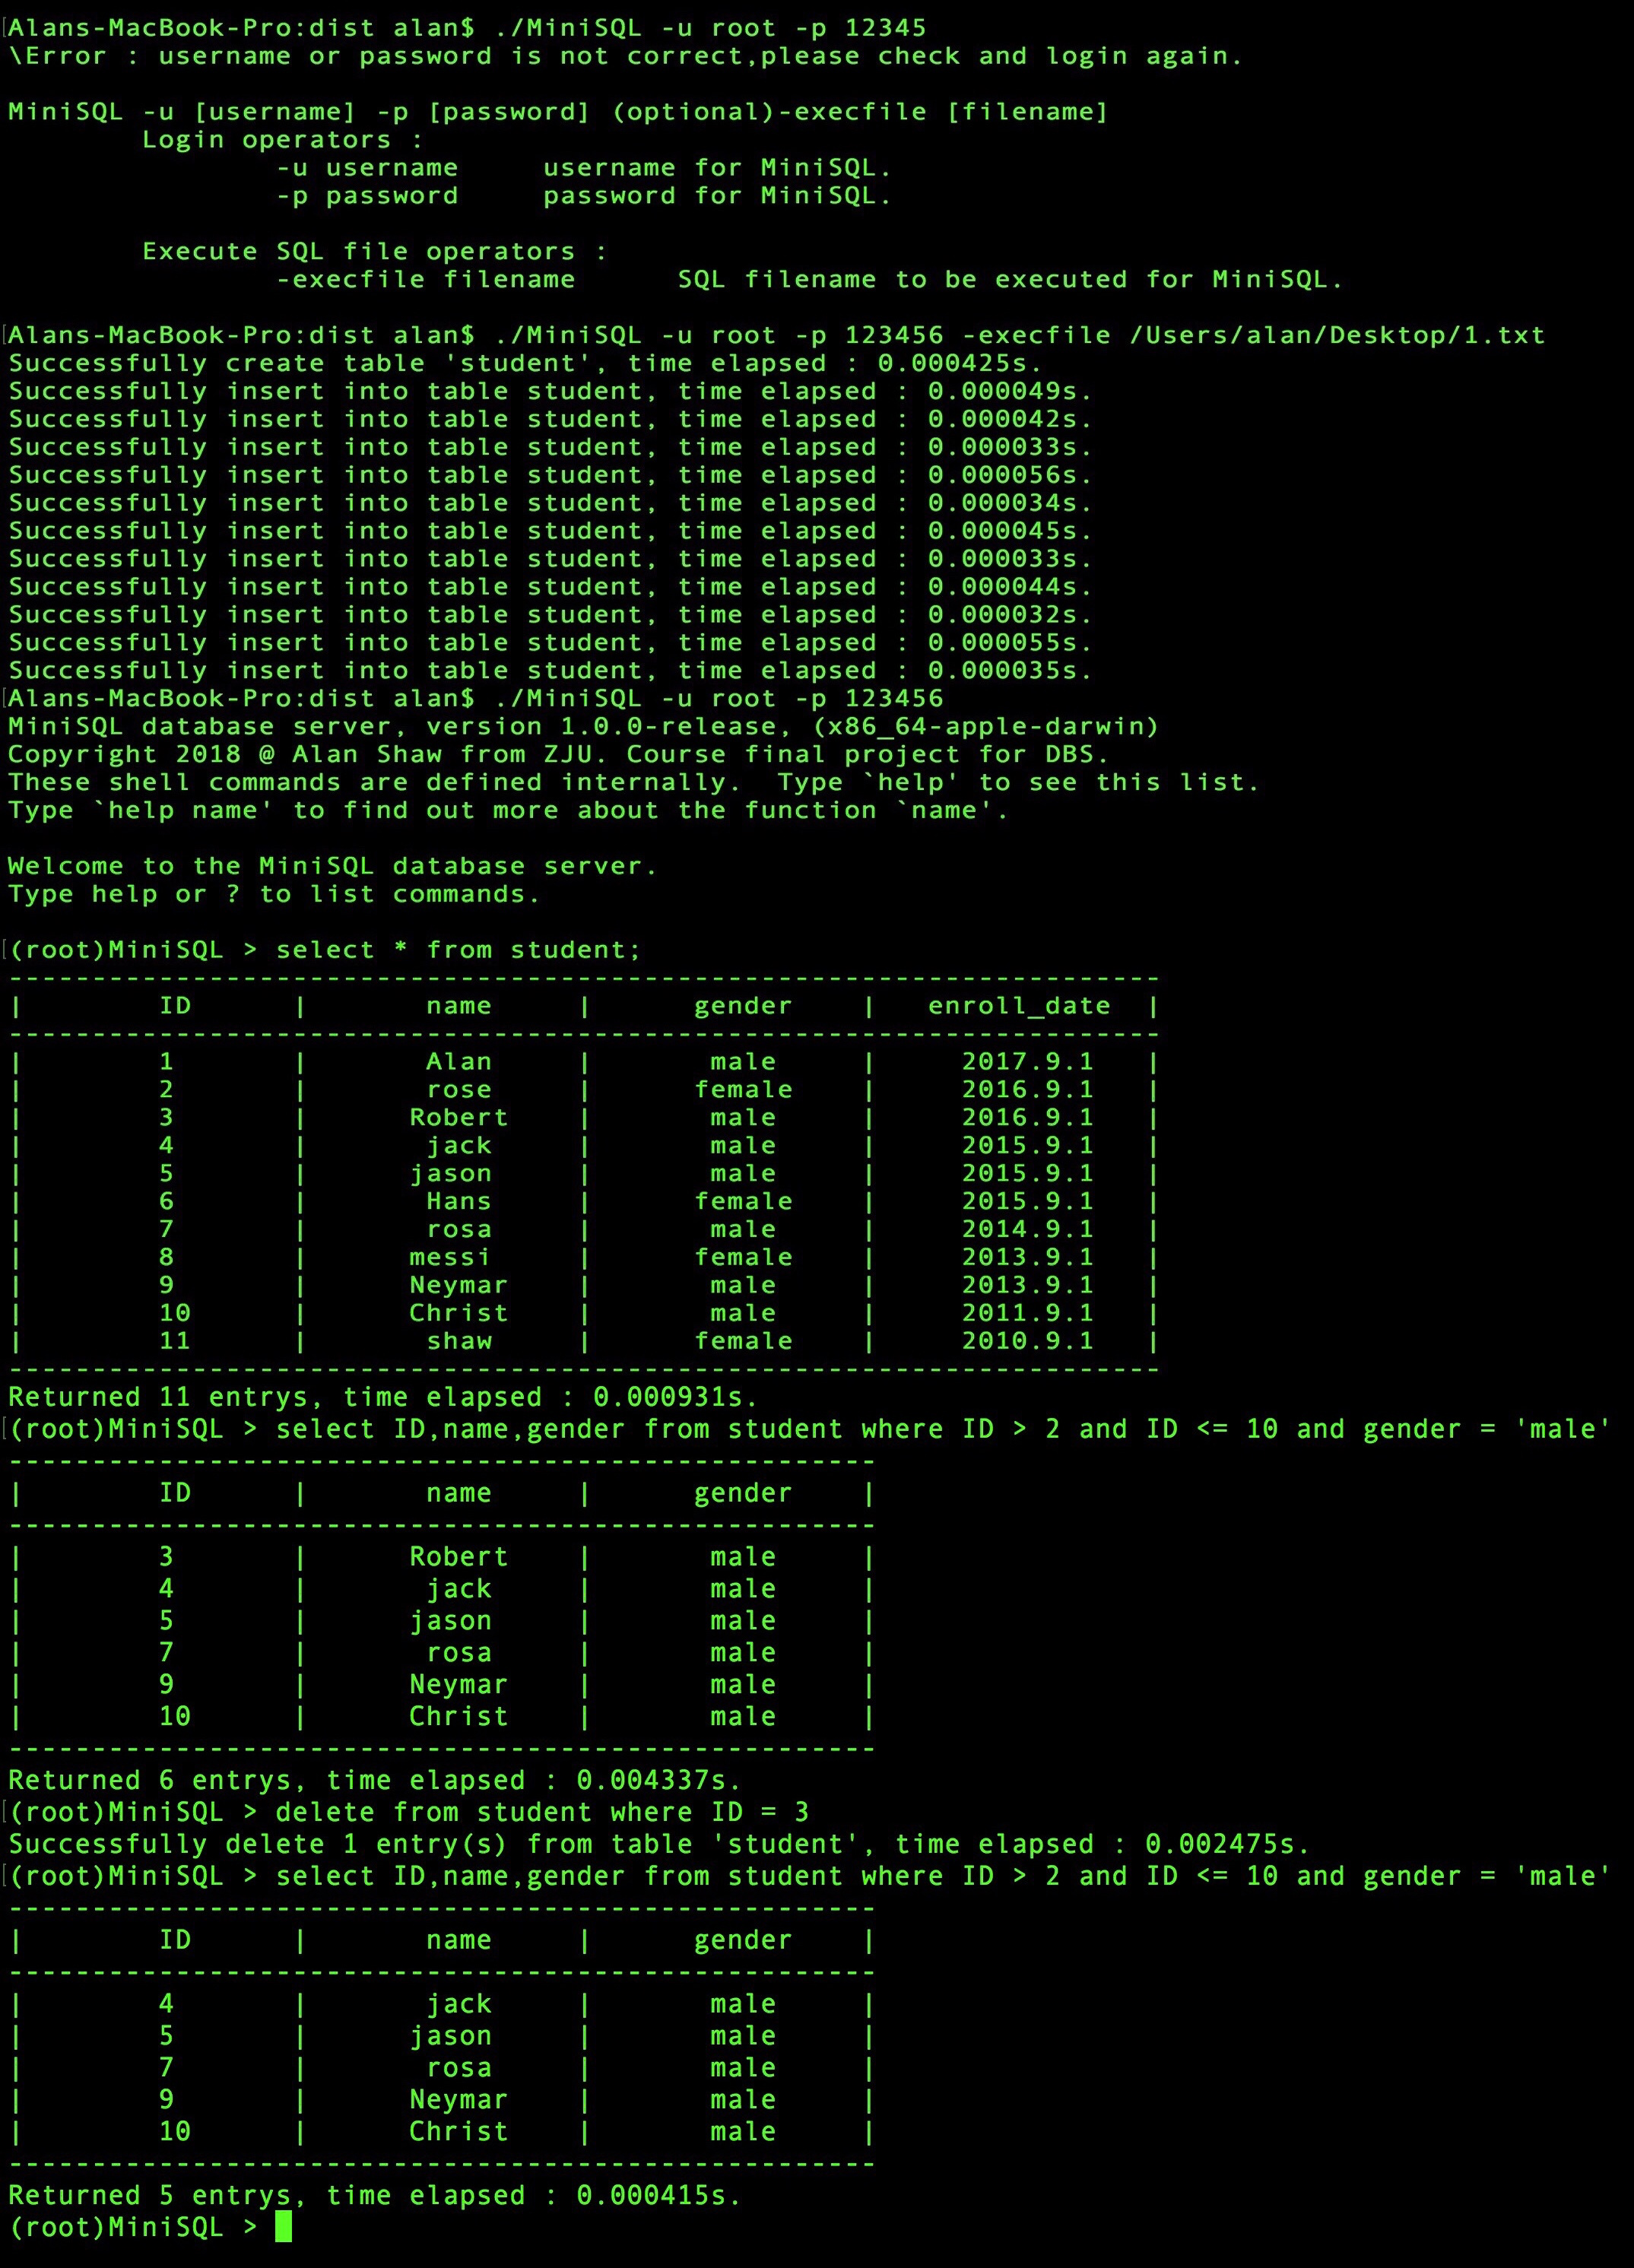 Alans-MacBook-Pro:dist alan$ ./MiniSQL -u root -p 12345
\Error : username or password is not correct,please check and login again.
MiniSQL -u [username] -p [password] (optional)-execfile [filename]
Login operators :
-u username      username for MiniSQL.
-p password      password for MiniSQL.
Execute SQL file operators :
-execfile filename      SQL filename to be executed for MiniSQL.
Alans-MacBook-Pro:dist alan$ ./MiniSQL -u root -p 123456 -execfile /Users/alan/Desktop/1.txt
Successfully create table 'student', time elapsed : 0.000425s.
Successfully insert into table student, time elapsed : 0.000049s.
Successfully insert into table student, time elapsed : 0.000042s.
Successfully insert into table student, time elapsed : 0.000033s.
Successfully insert into table student, time elapsed : 0.000056s.
Successfully insert into table student, time elapsed : 0.000034s.
Successfully insert into table student, time elapsed : 0.000045s.
Successfully insert into table student, time elapsed : 0.000033s.
Successfully insert into table student, time elapsed : 0.000044s.
Successfully insert into table student, time elapsed : 0.000032s.
Successfully insert into table student, time elapsed : 0.000055s.
Successfully insert into table student, time elapsed : 0.000035s.
Alans-MacBook-Pro:dist alan$ ./MiniSQL -u root -p 123456
MiniSQL database server, version 1.0.0-release, (x86_64-apple-darwin)
Copyright 2018 @ Alan Shaw from ZJU. Course final project for DBS.
These shell commands are defined internally.  Type `help' to see this list.
Type `help name' to find out more about the function `name'.
Welcome to the MiniSQL database server.
Type help or ? to list commands.
(root)MiniSQL > select * from student;
---------------------------------------------------------------------
| ID | name | gender | enroll_date |
---------------------------------------------------------------------
| 1 | Alan | male | 2017.9.1 |
| 2 | rose | female | 2016.9.1 |
| 3 | Robert | male | 2016.9.1 |
| 4 | jack | male | 2015.9.1 |
| 5 | jason | male | 2015.9.1 |
| 6 | Hans | female | 2015.9.1 |
| 7 | rosa | male | 2014.9.1 |
| 8 | messi | female | 2013.9.1 |
| 9 | Neymar | male | 2013.9.1 |
| 10 | Christ | male | 2011.9.1 |
| 11 | shaw | female | 2010.9.1 |
---------------------------------------------------------------------
Returned 11 entrys, time elapsed : 0.000931s.
(root)MiniSQL > select ID,name,gender from student where ID > 2 and ID <= 10 and gender = 'male'
----------------------------------------------------
| ID | name | gender |
----------------------------------------------------
| 3 | Robert | male |
| 4 | jack | male |
| 5 | jason | male |
| 7 | rosa | male |
| 9 | Neymar | male |
| 10 | Christ | male |
----------------------------------------------------
Returned 6 entrys, time elapsed : 0.004337s.
(root)MiniSQL > delete from student where ID = 3
Successfully delete 1 entry(s) from table 'student', time elapsed : 0.002475s.
(root)MiniSQL > select ID,name,gender from student where ID > 2 and ID <= 10 and gender = 'male'
----------------------------------------------------
| ID | name | gender |
----------------------------------------------------
| 4 | jack | male |
| 5 | jason | male |
| 7 | rosa | male |
| 9 | Neymar | male |
| 10 | Christ | male |
----------------------------------------------------
Returned 5 entrys, time elapsed : 0.000415s.
(root)MiniSQL >